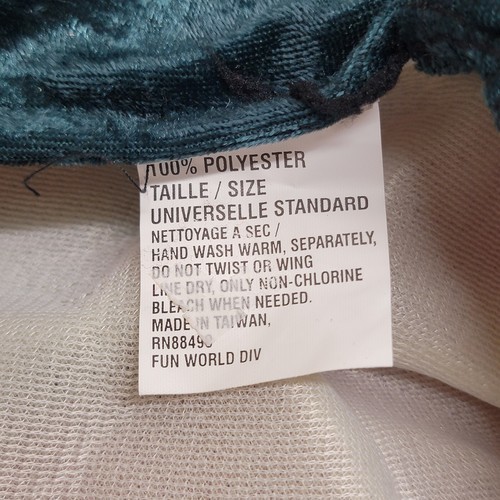 100% POLYESTER
TAILLE / SIZE
UNIVERSELLE STANDARD
NETTOYAGE A SEC /
HAND WASH WARM, SEPARATELY,
DO NOT TWIST OR WING
LINE DRY, ONLY NON-CHLORINE
BLEACH WHEN NEEDED.
MADE IN TAIWAN,
RN88490
FUN WORLD DIV